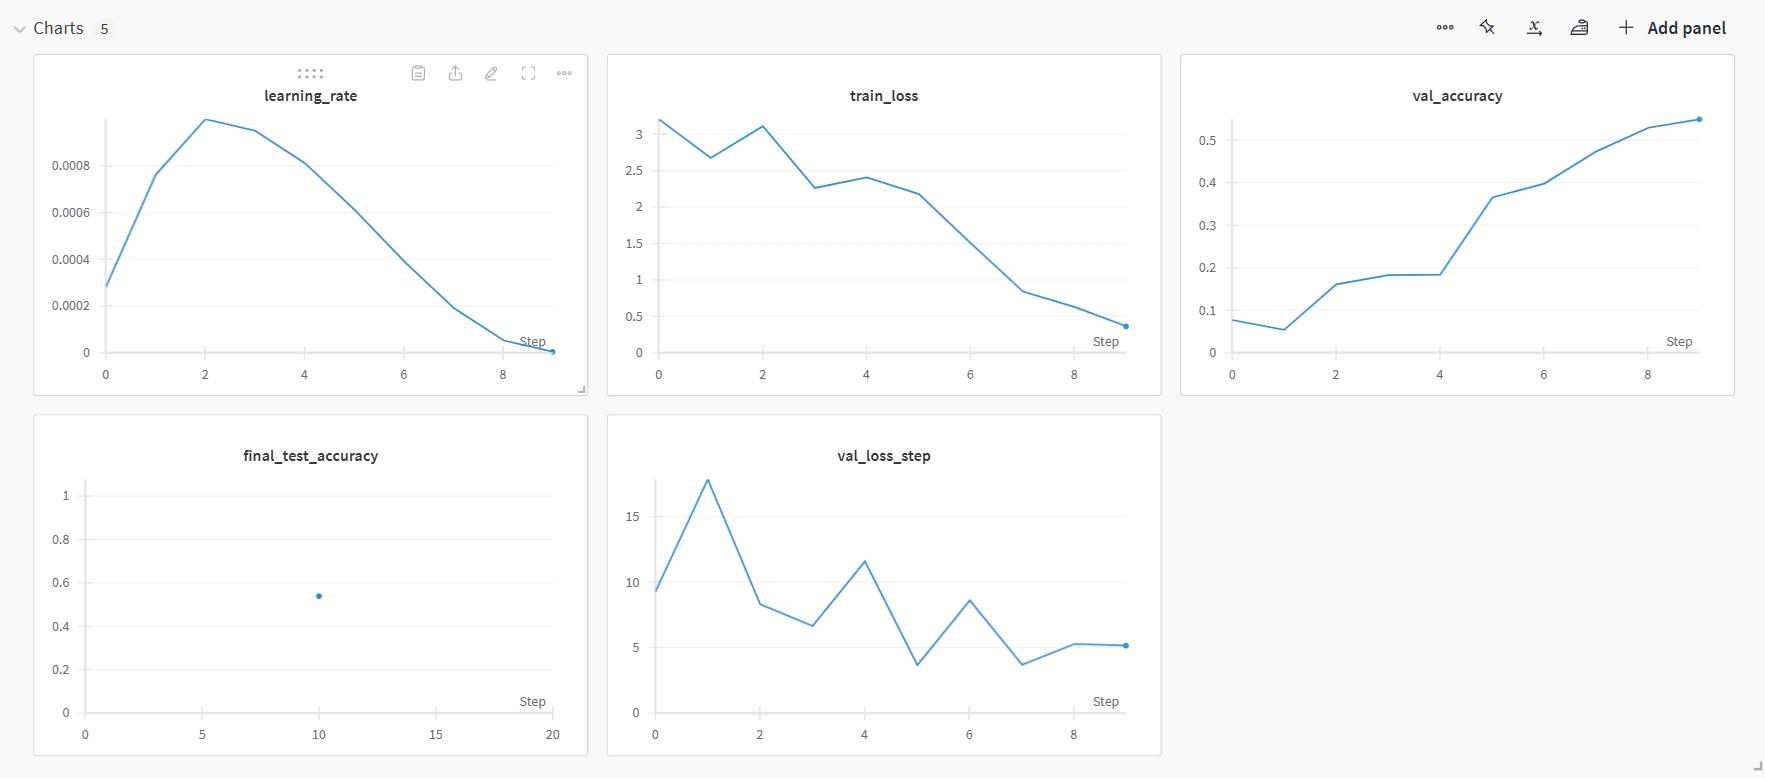 Charts 5
Add panel
learning_rate
0.0008
0.0006
0.0004
0.0002
0
Step
0 2 4 6 8
train_loss
3
2.5
2
1.5
1
0.5
0
Step
0 2 4 6 8
val_accuracy
0.5
0.4
0.3
0.2
0.1
0
Step
0 2 4 6 8
final_test_accuracy
1
0.8
0.6
0.4
0.2
0
Step
0 5 10 15 20
val_loss_step
15
10
5
0
Step
0 2 4 6 8